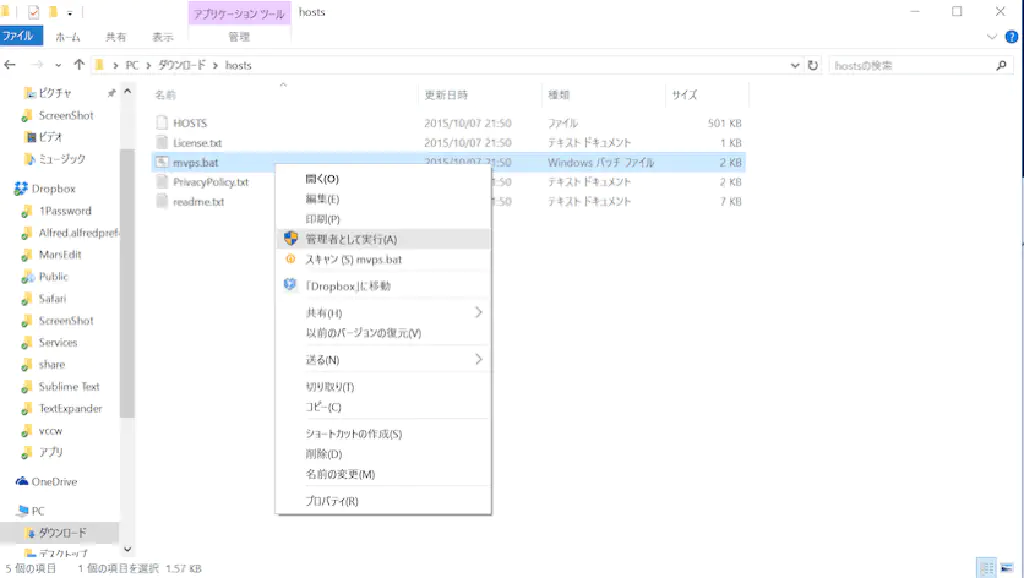 アプリケーション ツール
hosts
ファイル
ホーム
共有
表示
管理
PC
ダウンロード
hosts
hostsの検索
ピクチャ
ScreenShot
ビデオ
ミュージック
Dropbox
1Password
Alfred.alfredprefe
MarsEdit
Public
Safari
ScreenShot
Services
share
Sublime Text
TextExpander
vccw
アプリ
OneDrive
PC
ダウンロード
デスクトップ
名前
更新日時
種類
サイズ
HOSTS 2015/10/07 21:50 ファイル 501 KB
License.txt 2015/10/07 21:50 テキスト ドキュメント 1 KB
mvps.bat 2015/10/07 21:50 Windows バッチ ファイル 2 KB
PrivacyPolicy.txt 1:50 テキスト ドキュメント 2 KB
readme.txt 1:50 テキスト ドキュメント 7 KB
開く(O)
編集(E)
印刷(P)
管理者として実行(A)
スキャン (S) mvps.bat
「Dropbox」に移動
共有(H)
以前のバージョンの復元(V)
送る(N)
切り取り(T)
コピー(C)
ショートカットの作成(S)
削除(D)
名前の変更(M)
プロパティ(R)
5 個の項目
1 個の項目を選択 1.57 KB